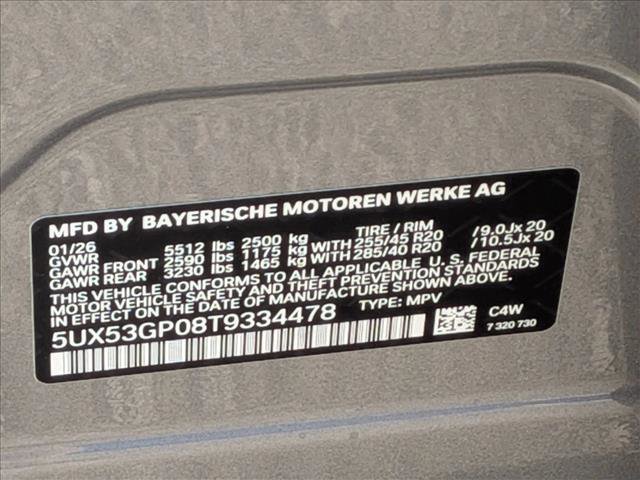 MFD BY BAYERISCHE MOTOREN WERKE AG
01/26 TIRE / RIM
GVWR 5512 lbs 2500 kg
GAWR FRONT 2590 lbs 1175 kg WITH 255/45 R20 /9.0Jx 20
GAWR REAR 3230 lbs 1465 kg WITH 285/40 R20 /10.5Jx 20
THIS VEHICLE CONFORMS TO ALL APPLICABLE U. S. FEDERAL
MOTOR VEHICLE SAFETY AND THEFT PREVENTION STANDARDS
IN EFFECT ON THE DATE OF MANUFACTURE SHOWN ABOVE.
5UX53GP08T9334478 TYPE: MPV
C4W
7 320 730